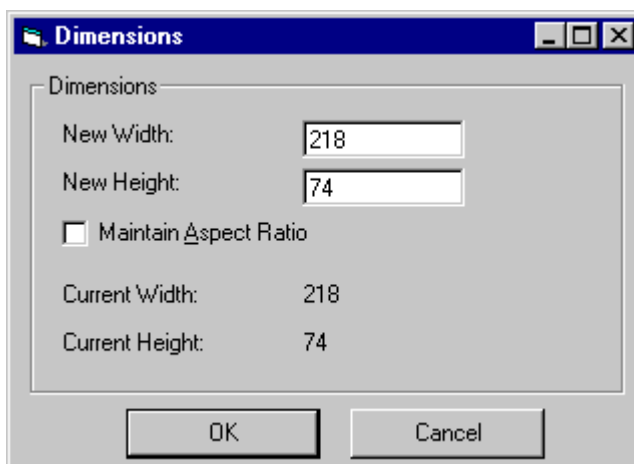 Dimensions
Dimensions
New Width: 218
New Height: 74
Maintain Aspect Ratio
Current Width: 218
Current Height: 74
OK Cancel